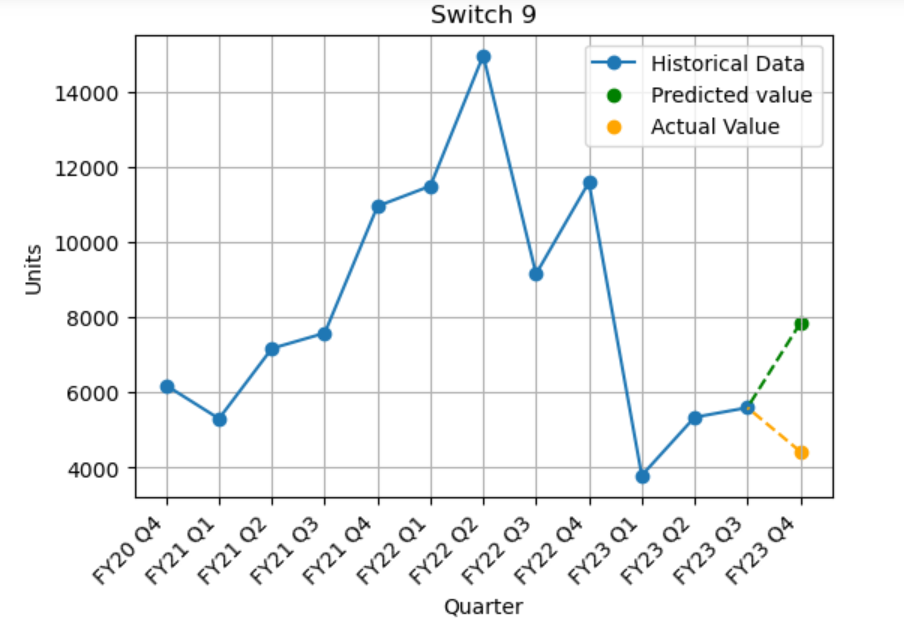 Switch 9
Historical Data
Predicted value
Actual Value
14000
12000
10000
8000
6000
4000
Units
FY20 Q4
FY21 Q1
FY21 Q2
FY21 Q3
FY21 Q4
FY22 Q1
FY22 Q2
FY22 Q3
FY22 Q4
FY23 Q1
FY23 Q2
FY23 Q3
FY23 Q4
Quarter